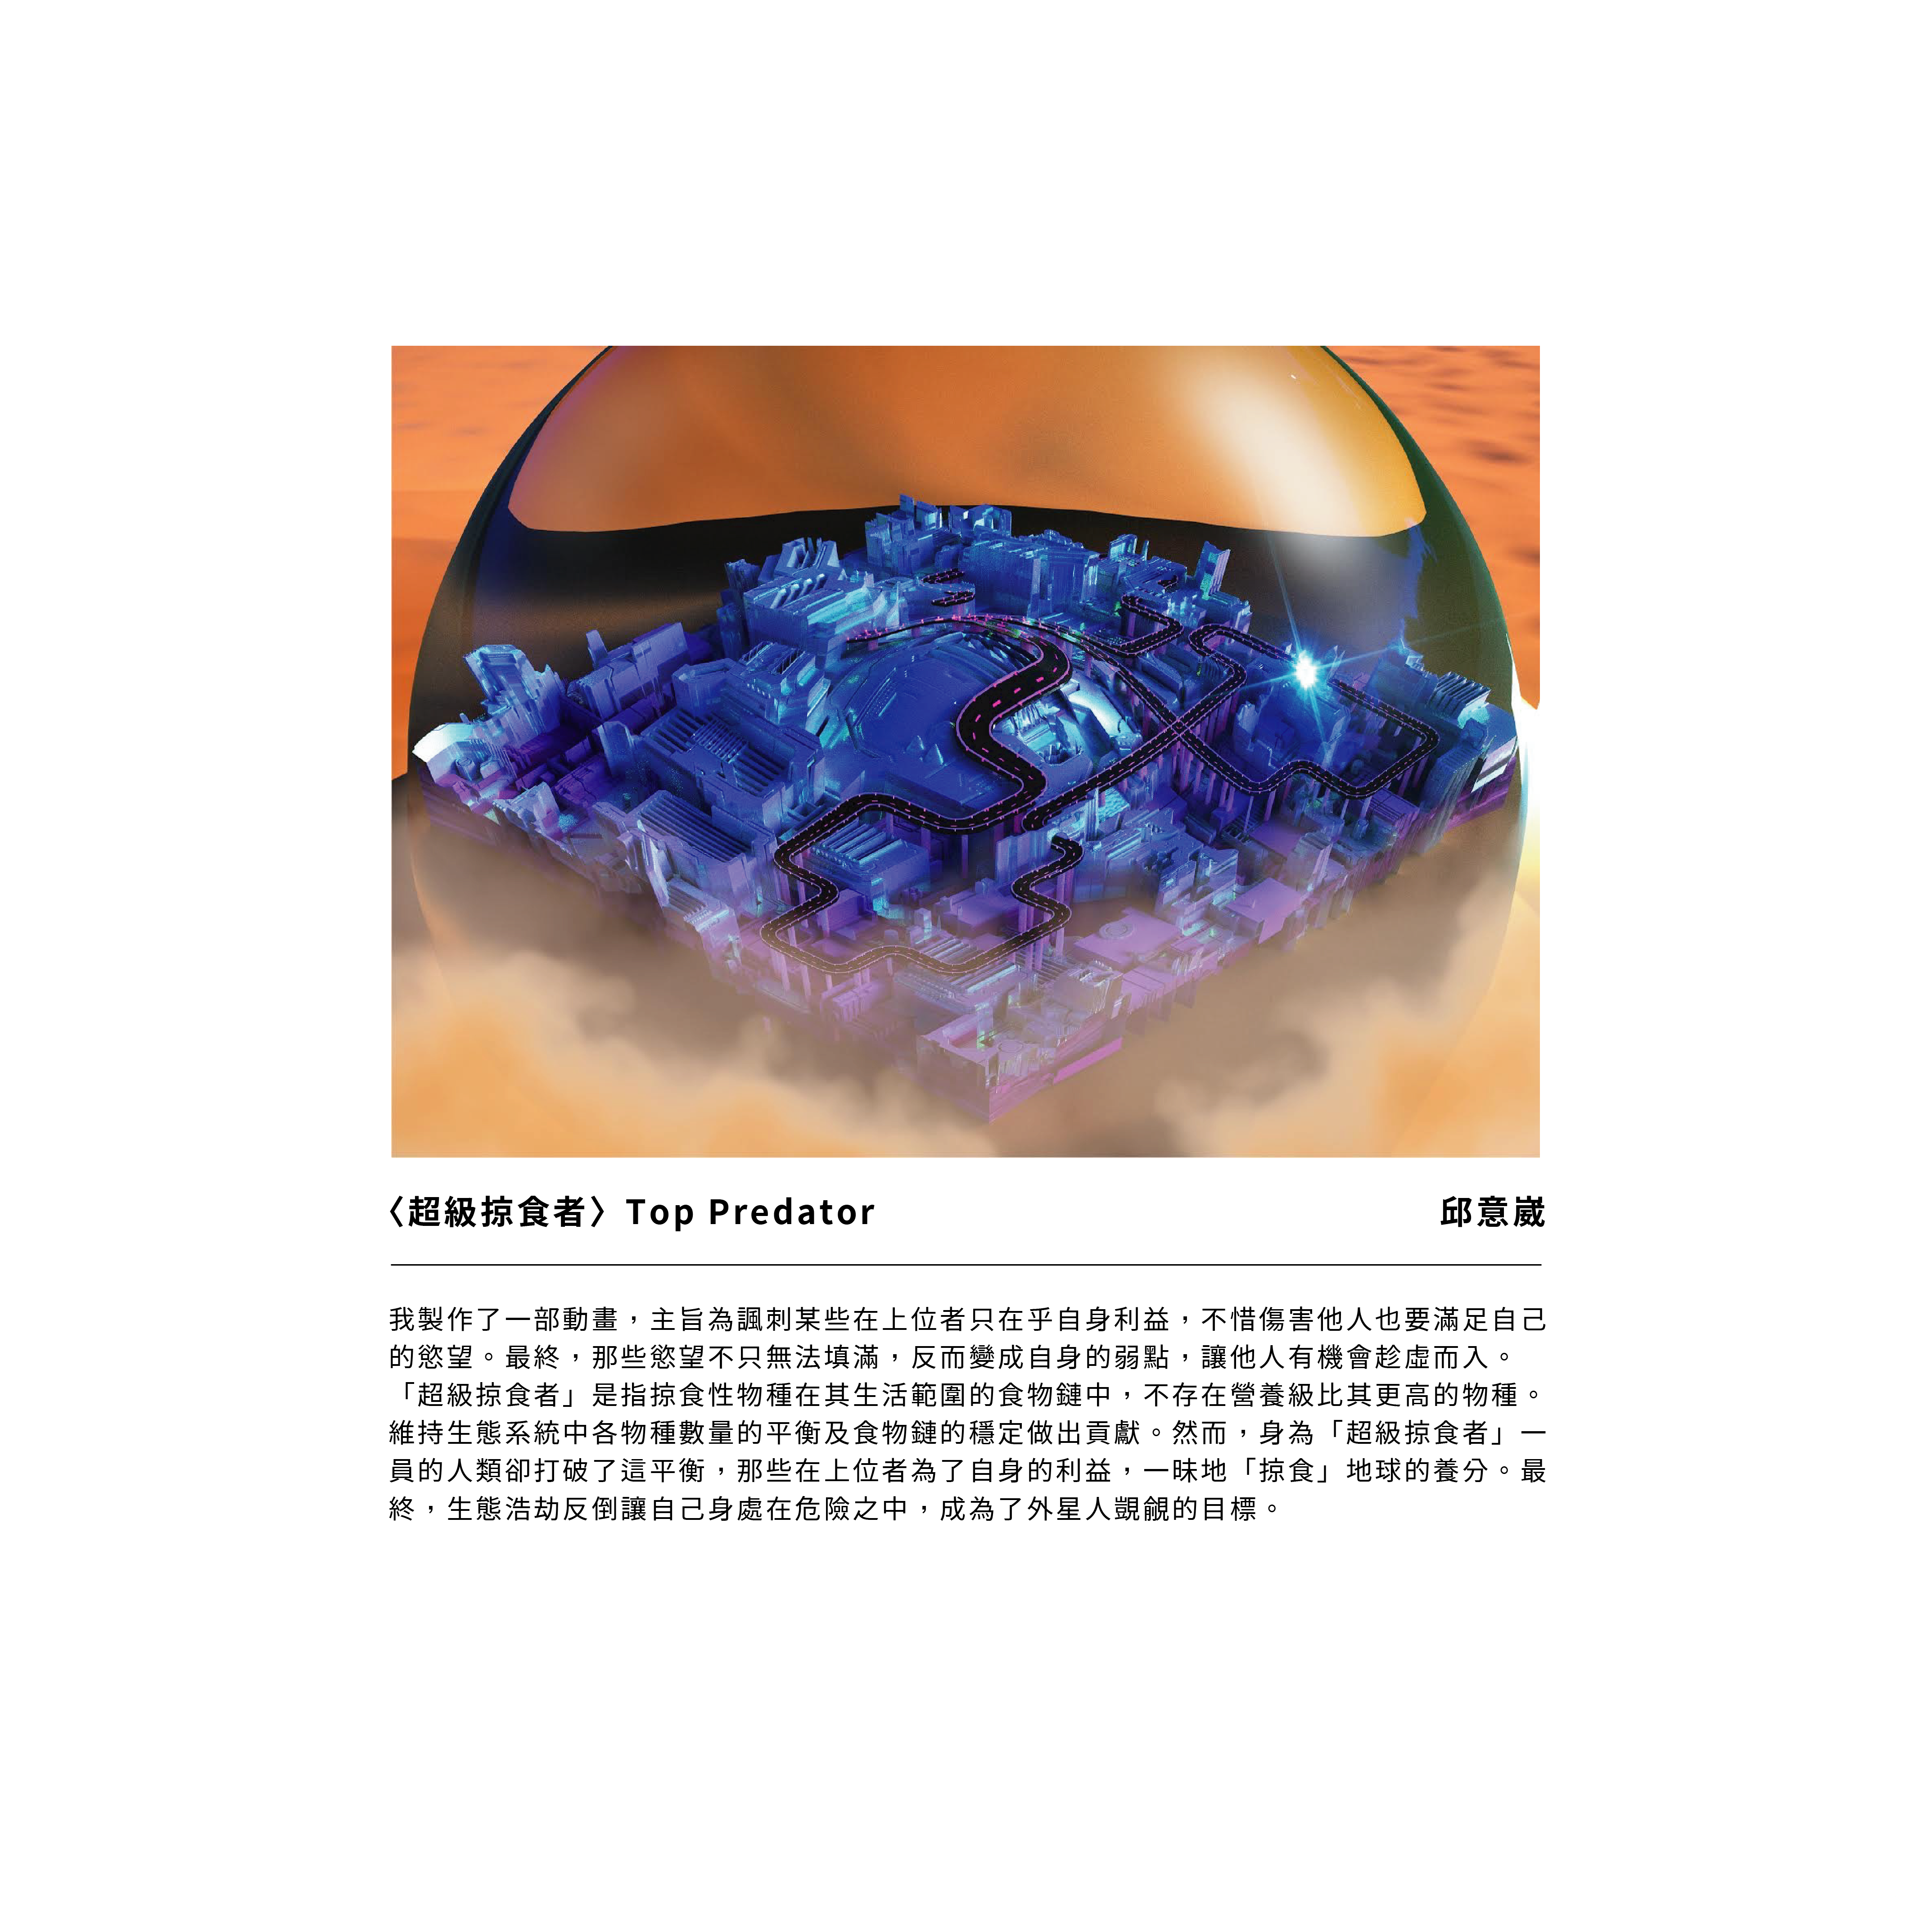 〈超級掠食者〉Top Predator
邱意崴
我製作了一部動畫，主旨為諷刺某些在上位者只在乎自身利益，不惜傷害他人也要滿足自己
的慾望。最終，那些慾望不只無法填滿，反而變成自身的弱點，讓他人有機會趁虛而入。
「超級掠食者」是指掠食性物種在其生活範圍的食物鏈中，不存在營養級比其更高的物種。
維持生態系統中各物種數量的平衡及食物鏈的穩定做出貢獻。然而，身為「超級掠食者」一
員的人類卻打破了這平衡，那些在上位者為了自身的利益，一昧地「掠食」地球的養分。最
終，生態浩劫反倒讓自己身處在危險之中，成為了外星人覬覦的目標。